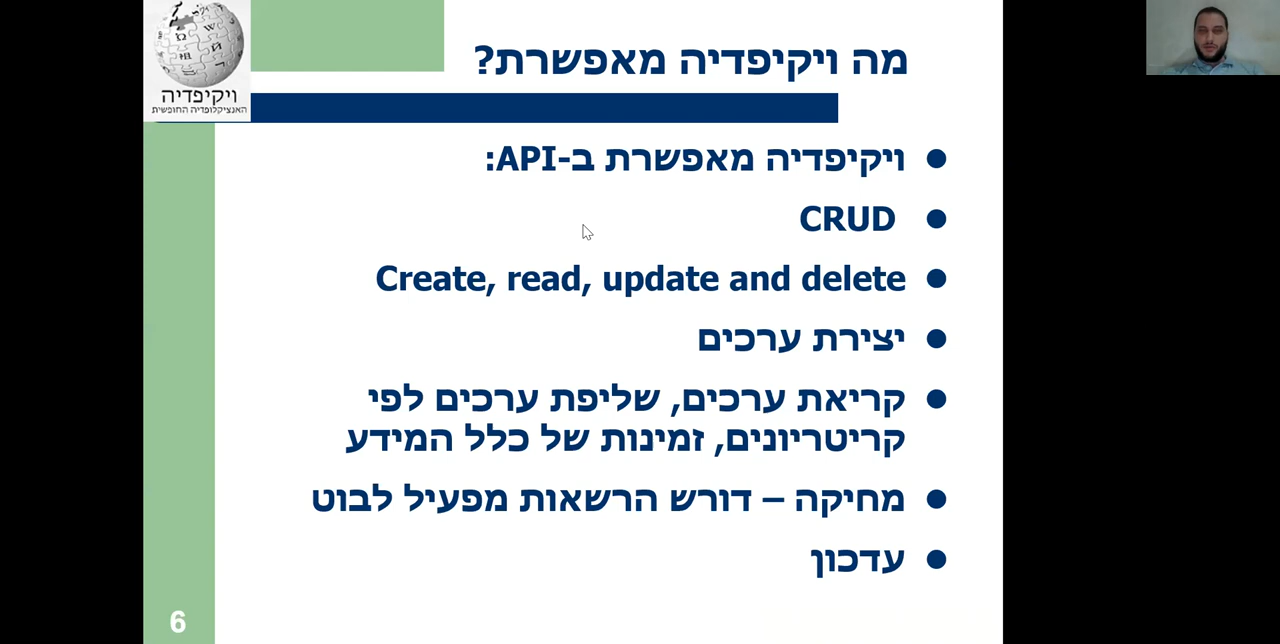 ויקיפדיה
האנציקלופדיה החופשית
מה ויקיפדיה מאפשרת?
ויקיפדיה מאפשרת ב-API:
CRUD
Create, read, update and delete
יצירת ערכים
קריאת ערכים, שליפת ערכים לפי
קריטריונים, זמינות של כלל המידע
מחיקה – דורש הרשאות מפעיל לבוט
עדכון
6